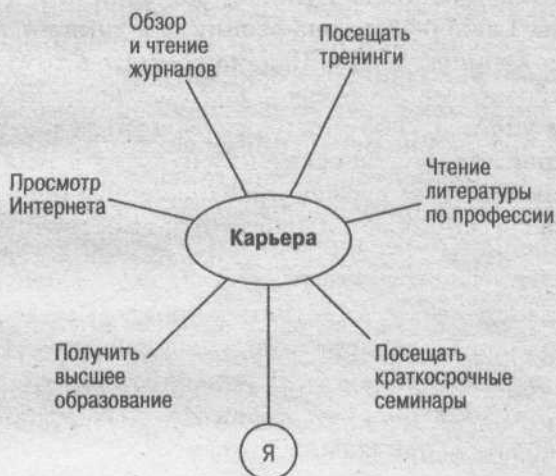 Обзор
и чтение
журналов
Посещать
тренинги
Просмотр
Интернета
Чтение
литературы
по профессии
Карьера
Получить
высшее
образование
Посещать
краткосрочные
семинары
Я